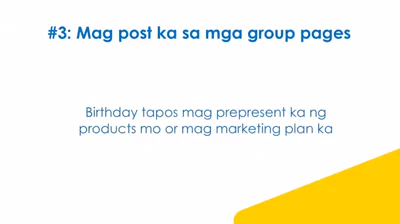 #3: Mag post ka sa mga group pages
Birthday tapos mag prepresent ka ng
products mo or mag marketing plan ka